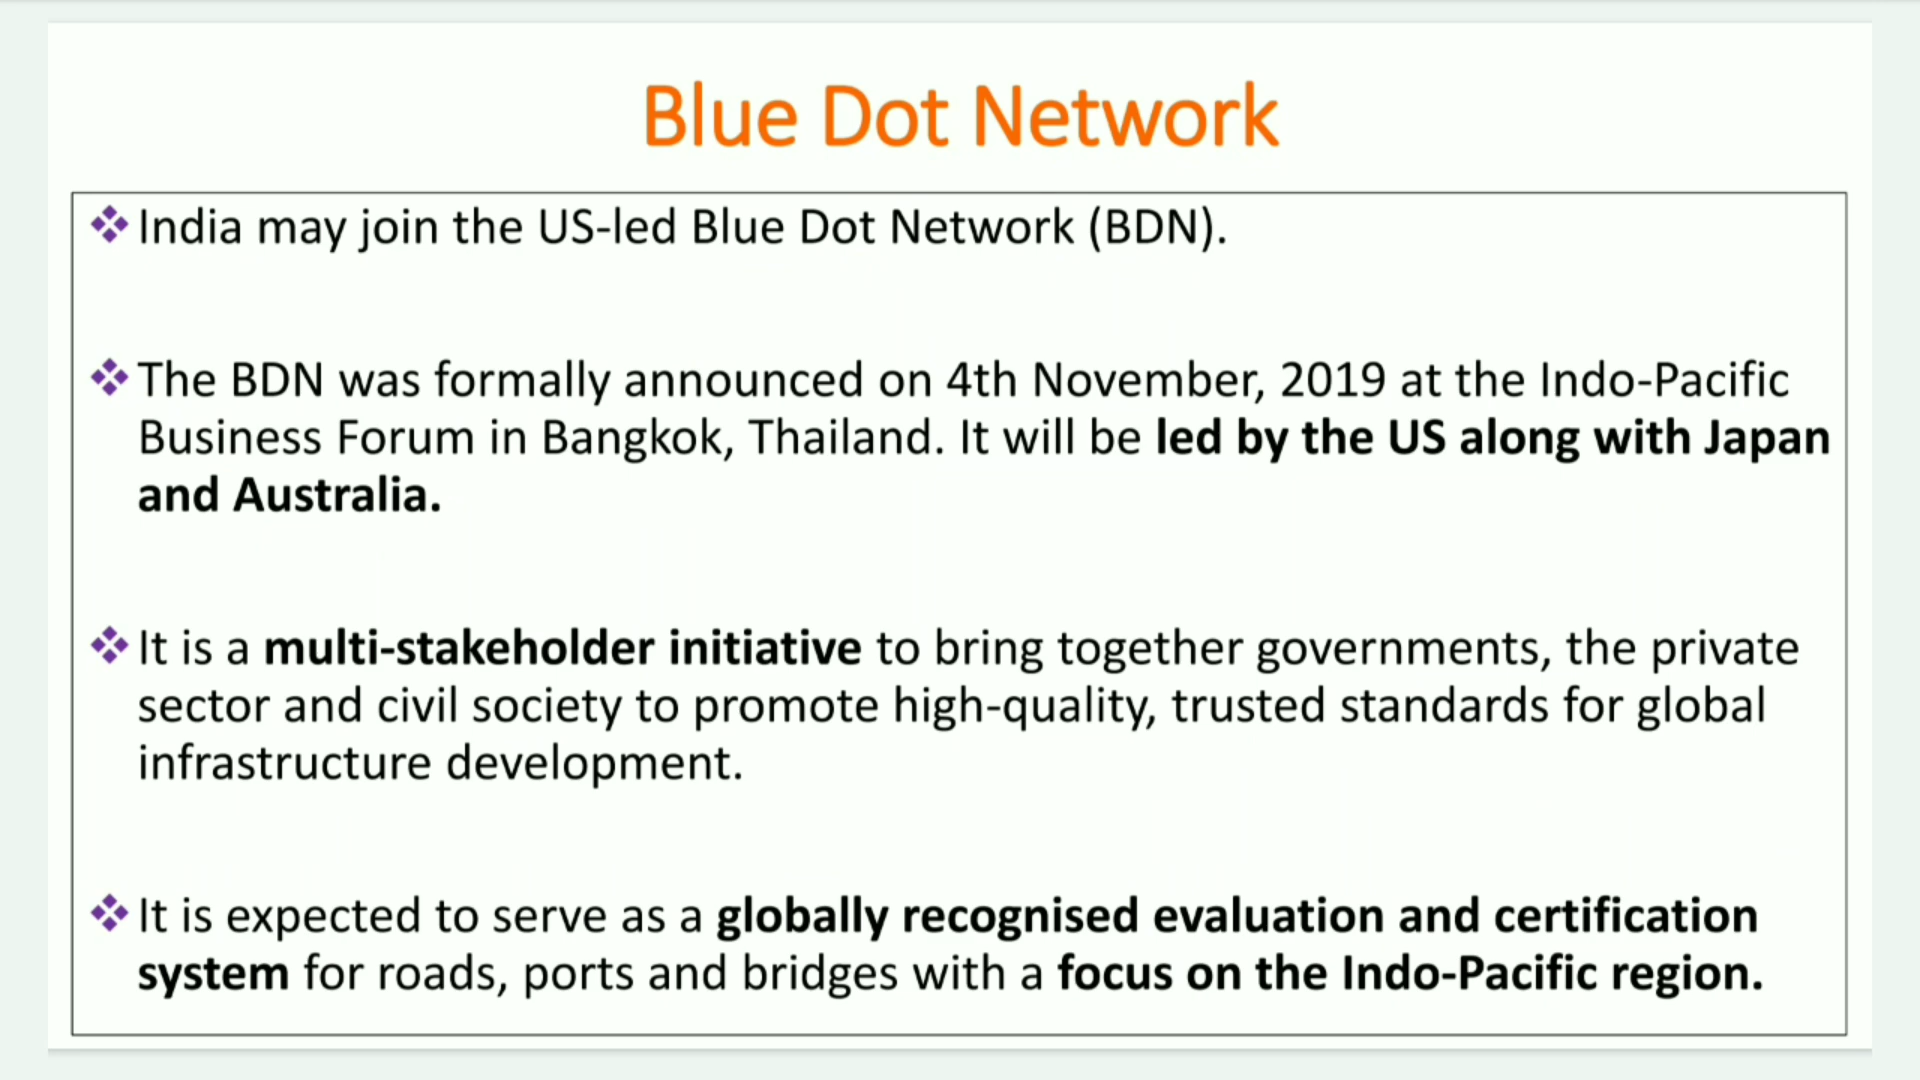 Blue Dot Network
❖ India may join the US-led Blue Dot Network (BDN).
❖ The BDN was formally announced on 4th November, 2019 at the Indo-Pacific
Business Forum in Bangkok, Thailand. It will be led by the US along with Japan
and Australia.
❖ It is a multi-stakeholder initiative to bring together governments, the private
sector and civil society to promote high-quality, trusted standards for global
infrastructure development.
❖ It is expected to serve as a globally recognised evaluation and certification
system for roads, ports and bridges with a focus on the Indo-Pacific region.